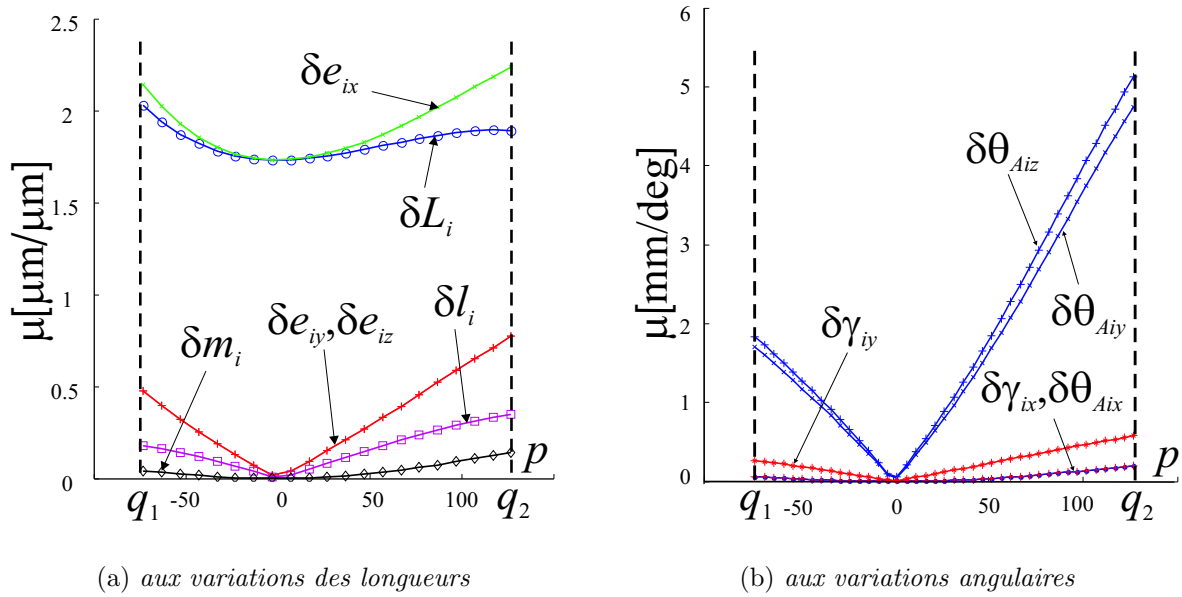 2.5
2
1.5
1
0.5
0
μ[μm/μm]
δe_ix
δL_i
δm_i
δe_iy,δe_iz
δl_i
p
q_1
-50
0
50
100
q_2
(a) aux variations des longueurs
6
5
4
3
2
1
0
μ[mm/deg]
δθ_Aiz
δθ_Aiy
δγ_iy
δγ_ix,δθ_Aix
p
q_1
-50
0
50
100
q_2
(b) aux variations angulaires